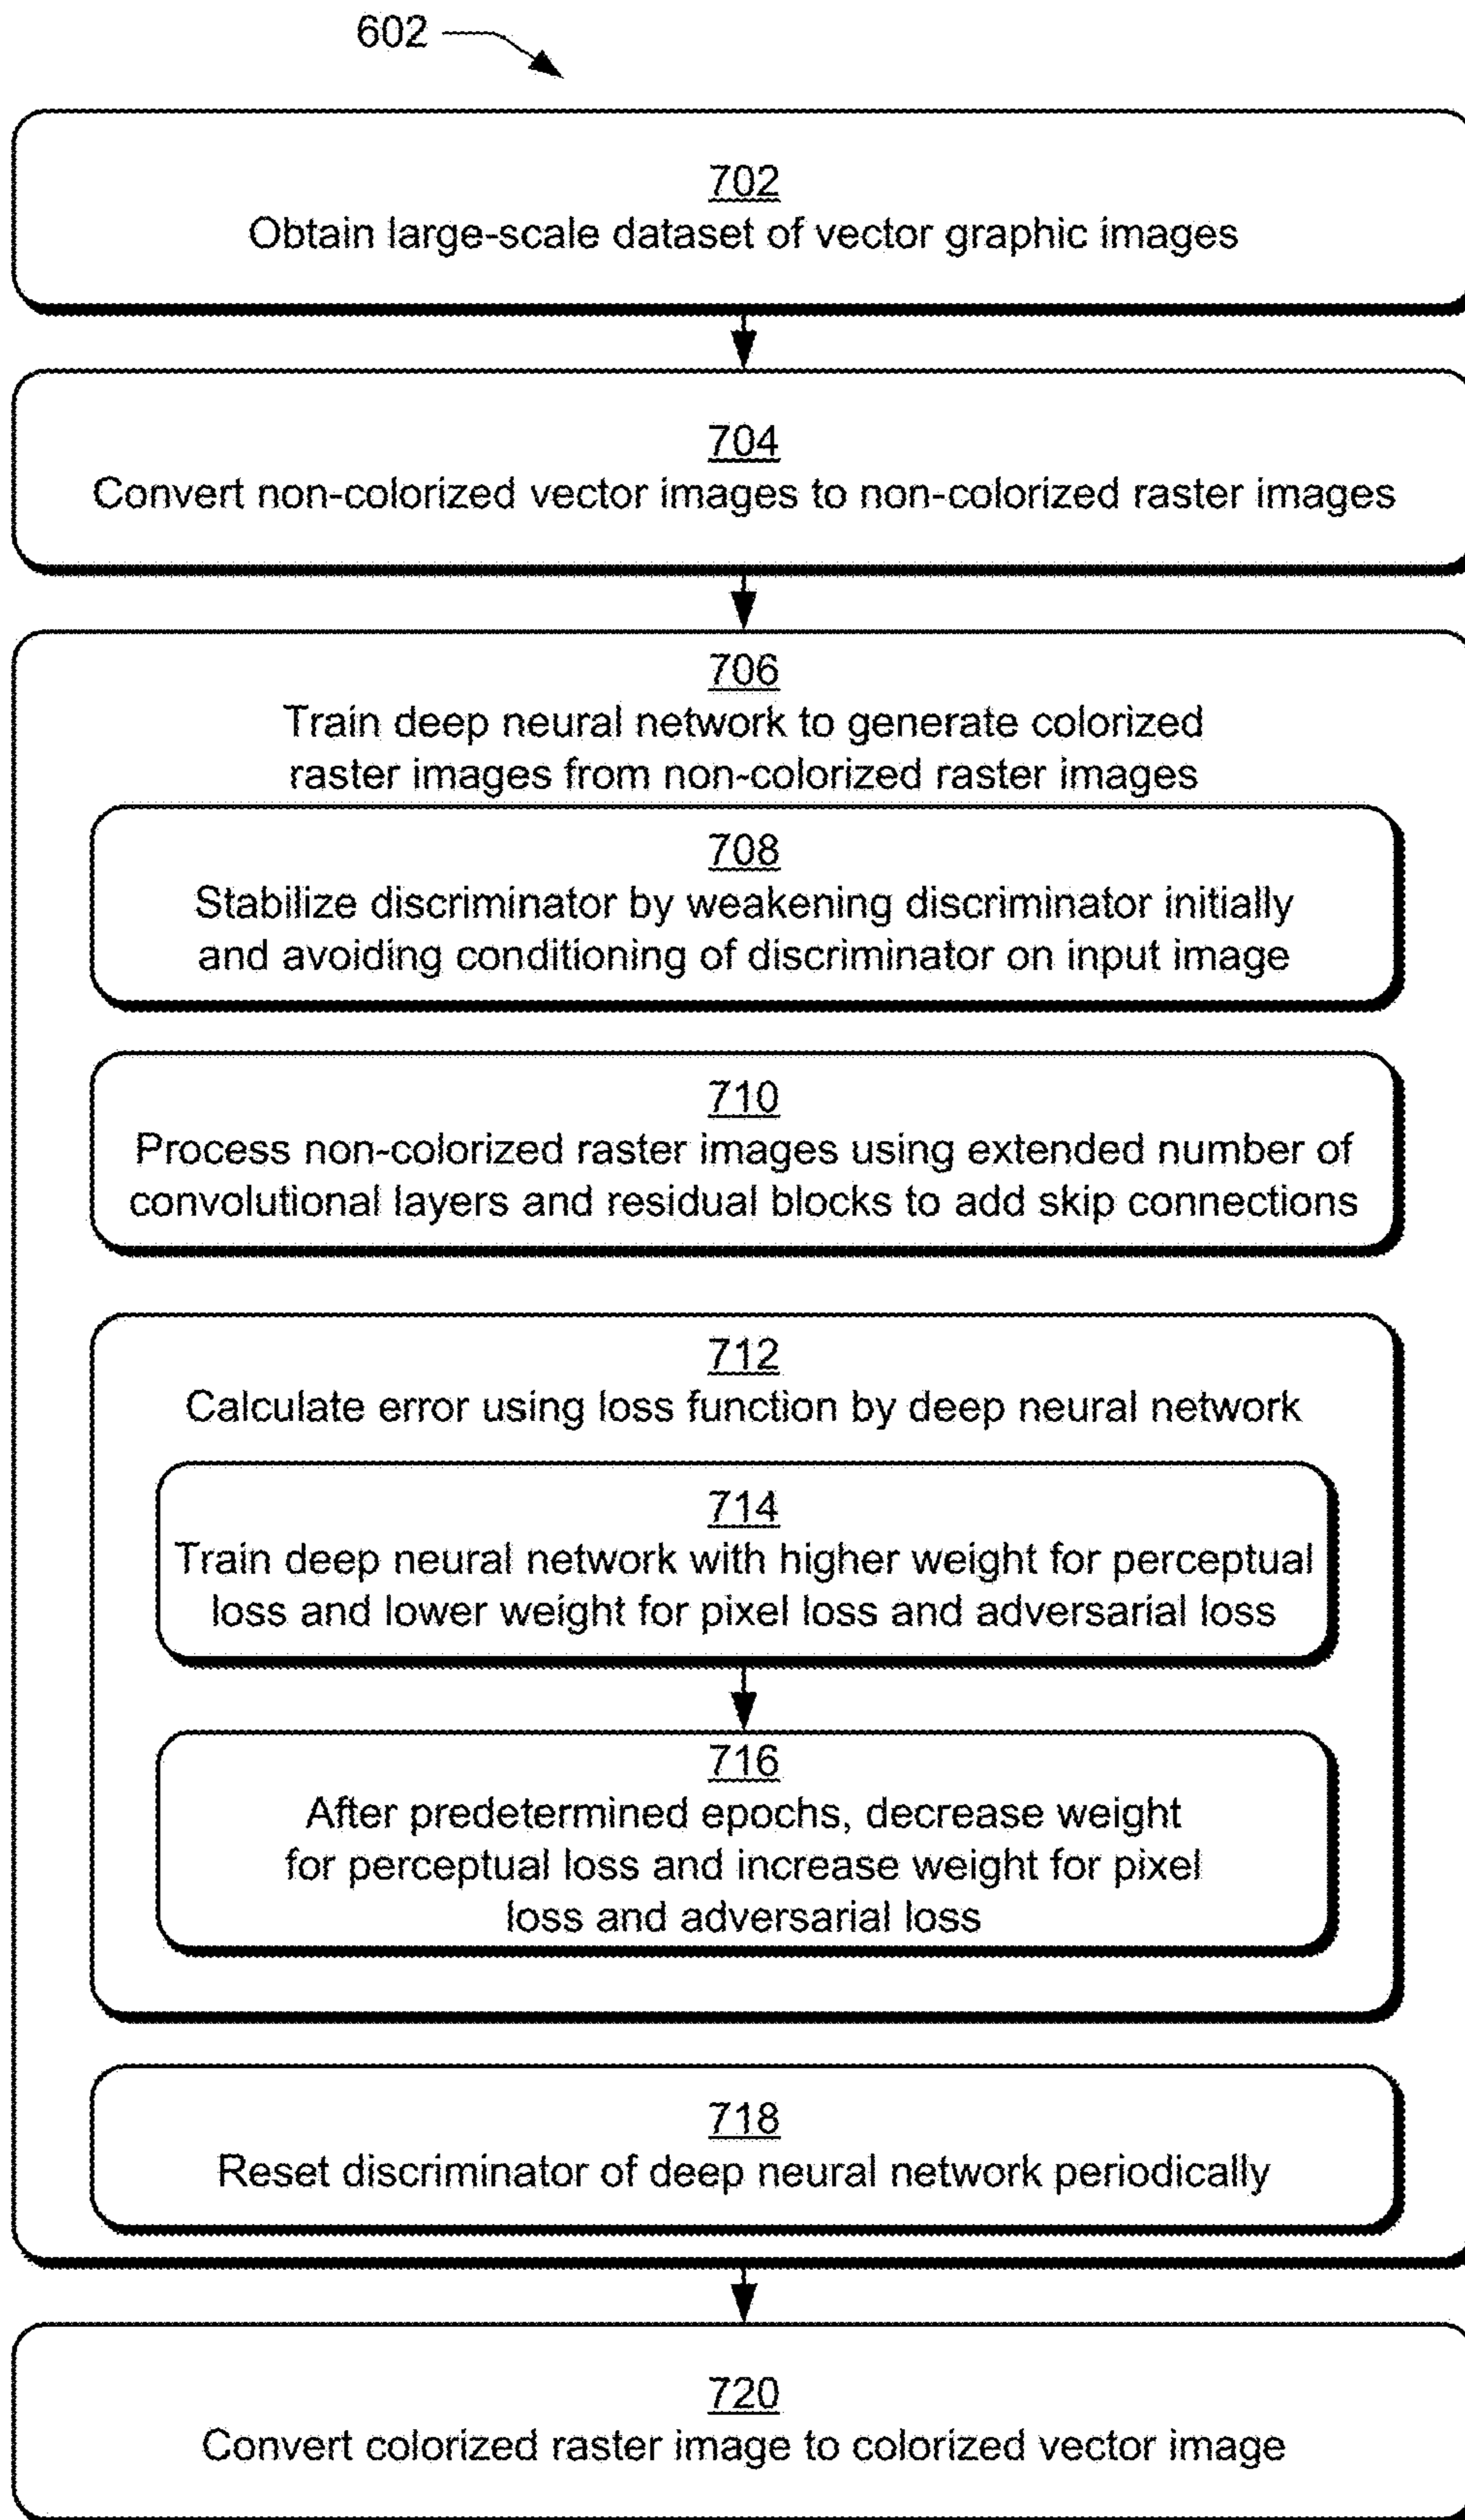 602
702
Obtain large-scale dataset of vector graphic images
704
Convert non-colorized vector images to non-colorized raster images
706
Train deep neural network to generate colorized
raster images from non-colorized raster images
708
Stabilize discriminator by weakening discriminator initially
and avoiding conditioning of discriminator on input image
710
Process non-colorized raster images using extended number of
convolutional layers and residual blocks to add skip connections
712
Calculate error using loss function by deep neural network
714
Train deep neural network with higher weight for perceptual
loss and lower weight for pixel loss and adversarial loss
716
After predetermined epochs, decrease weight
for perceptual loss and increase weight for pixel
loss and adversarial loss
718
Reset discriminator of deep neural network periodically
720
Convert colorized raster image to colorized vector image